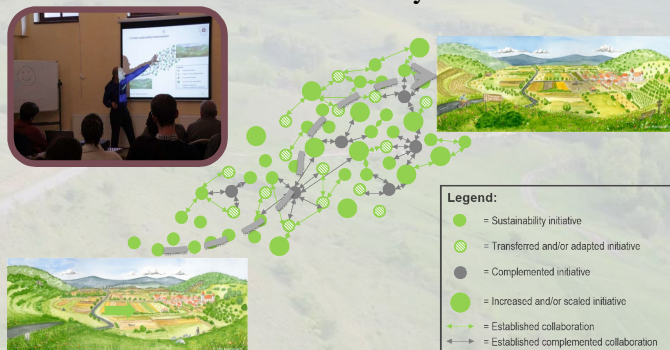 Legend:
= Sustainability initiative
= Transferred and/or adapted initiative
= Complemented initiative
= Increased and/or scaled initiative
= Established collaboration
= Established complemented collaboration